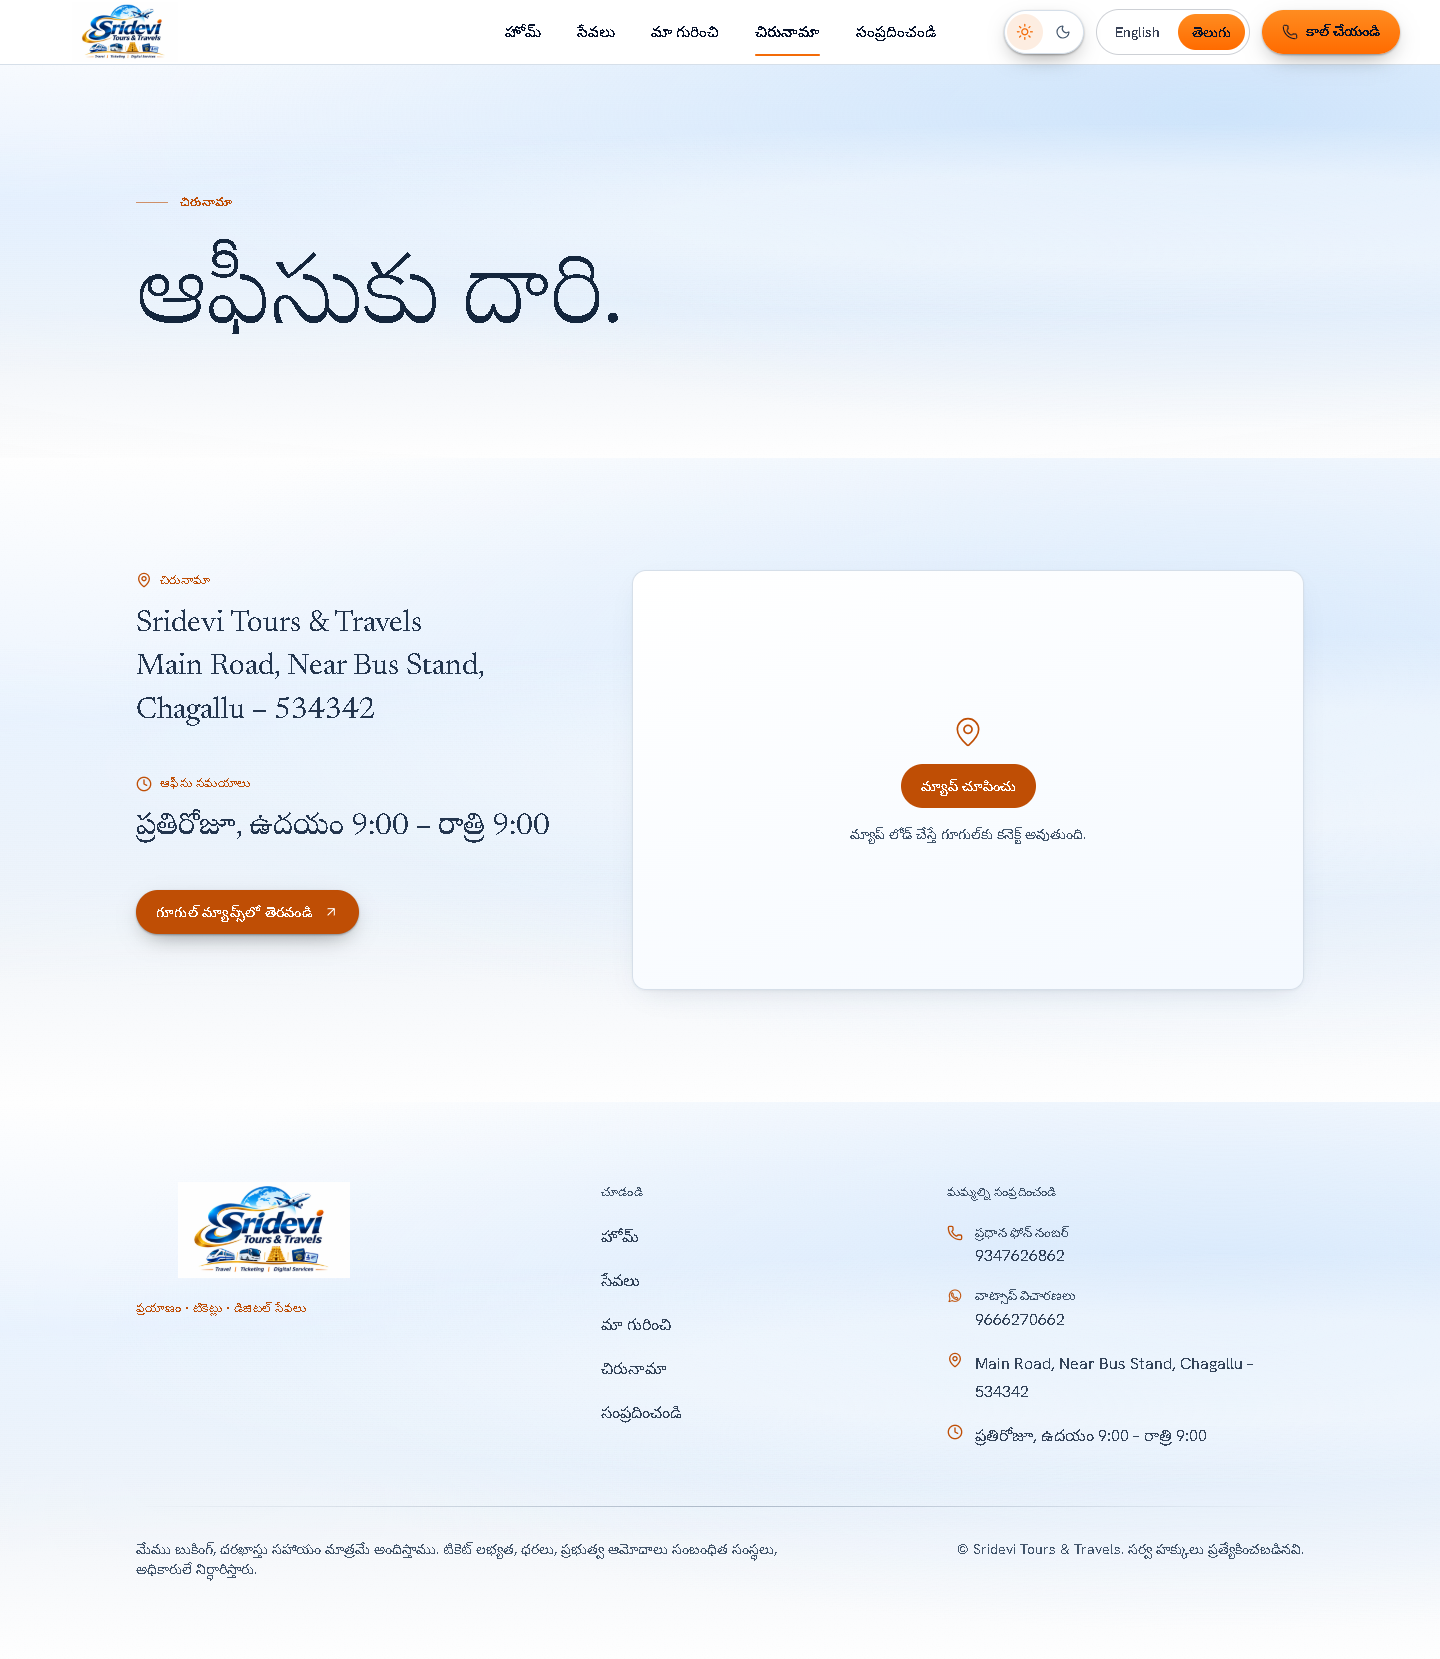 Sridevi
Tours & Travels
Travel | Ticketing | Digital Services
హోమ్
సేవలు
మా గురించి
చిరునామా
సంప్రదించండి
English
తెలుగు
కాల్ చేయండి
చిరునామా
ఆఫీసుకు దారి.
చిరునామా
Sridevi Tours & Travels
Main Road, Near Bus Stand,
Chagallu – 534342
ఆఫీసు సమయాలు
ప్రతిరోజూ, ఉదయం 9:00 – రాత్రి 9:00
గూగుల్ మ్యాప్స్‌లో తెరవండి
మ్యాప్ చూపించు
మ్యాప్ లోడ్ చేస్తే గూగుల్‌కు కనెక్ట్ అవుతుంది.
Sridevi
Tours & Travels
Travel | Ticketing | Digital Services
ప్రయాణం • టికెట్లు • డిజిటల్ సేవలు
చూడండి
హోమ్
సేవలు
మా గురించి
చిరునామా
సంప్రదించండి
మమ్మల్ని సంప్రదించండి
ప్రధాన ఫోన్ నంబర్
9347626862
వాట్సాప్ విచారణలు
9666270662
Main Road, Near Bus Stand, Chagallu –
534342
ప్రతిరోజూ, ఉదయం 9:00 – రాత్రి 9:00
మేము బుకింగ్, దరఖాస్తు సహాయం మాత్రమే అందిస్తాము. టికెట్ లభ్యత, ధరలు, ప్రభుత్వ ఆమోదాలు సంబంధిత సంస్థలు,
అధికారులే నిర్ధారిస్తారు.
© Sridevi Tours & Travels. సర్వ హక్కులు ప్రత్యేకించబడినవి.